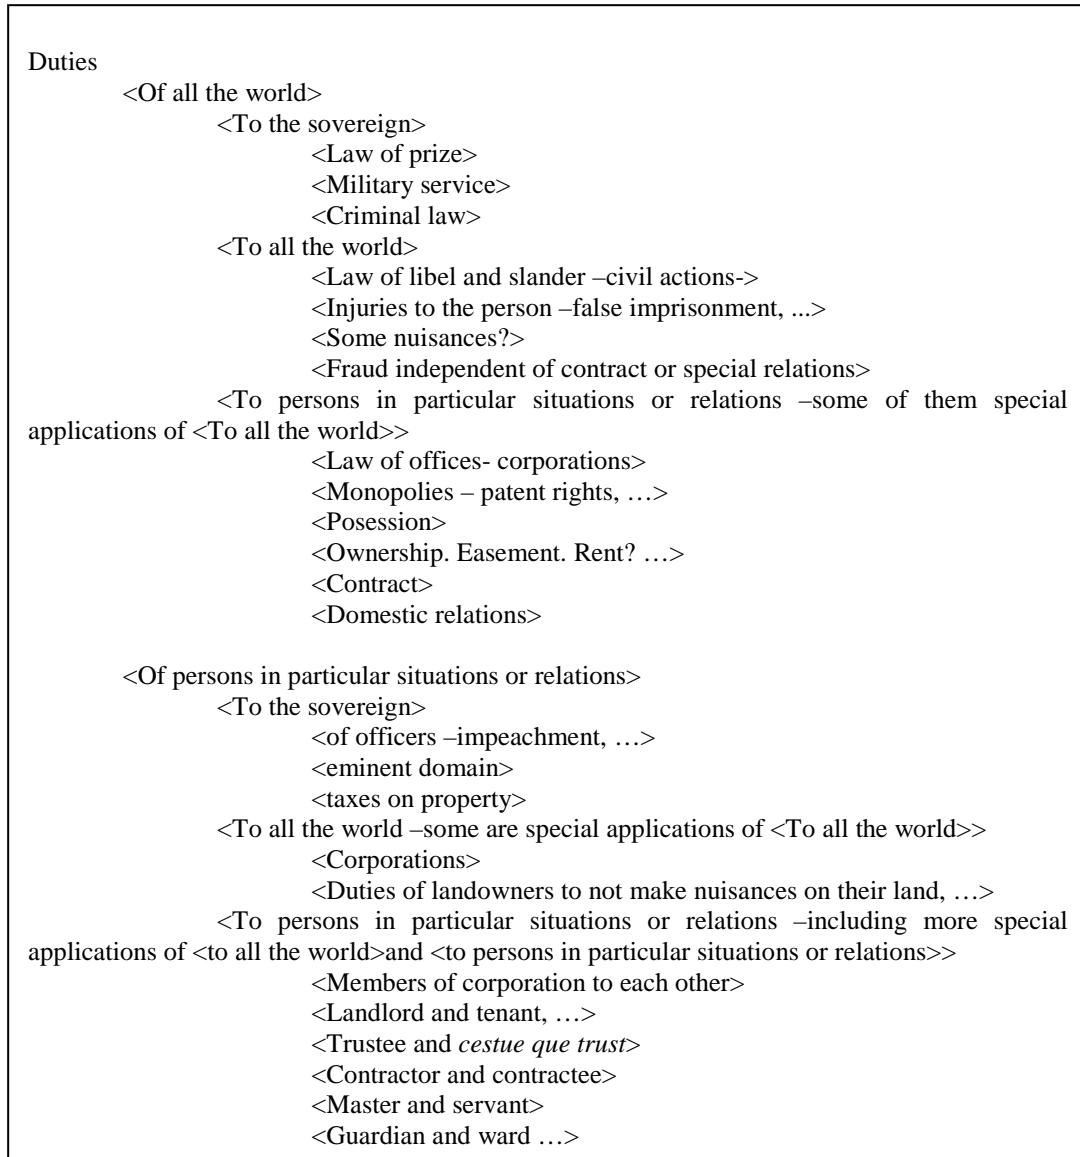 Duties
<Of all the world>
<To the sovereign>
<Law of prize>
<Military service>
<Criminal law>
<To all the world>
<Law of libel and slander –civil actions->
<Injuries to the person –false imprisonment, ...>
<Some nuisances?>
<Fraud independent of contract or special relations>
<To persons in particular situations or relations –some of them special
applications of <To all the world>>
<Law of offices- corporations>
<Monopolies – patent rights, …>
<Posession>
<Ownership. Easement. Rent? …>
<Contract>
<Domestic relations>
<Of persons in particular situations or relations>
<To the sovereign>
<of officers –impeachment, …>
<eminent domain>
<taxes on property>
<To all the world –some are special applications of <To all the world>>
<Corporations>
<Duties of landowners to not make nuisances on their land, …>
<To persons in particular situations or relations –including more special
applications of <to all the world>and <to persons in particular situations or relations>>
<Members of corporation to each other>
<Landlord and tenant, …>
<Trustee and cestue que trust>
<Contractor and contractee>
<Master and servant>
<Guardian and ward …>